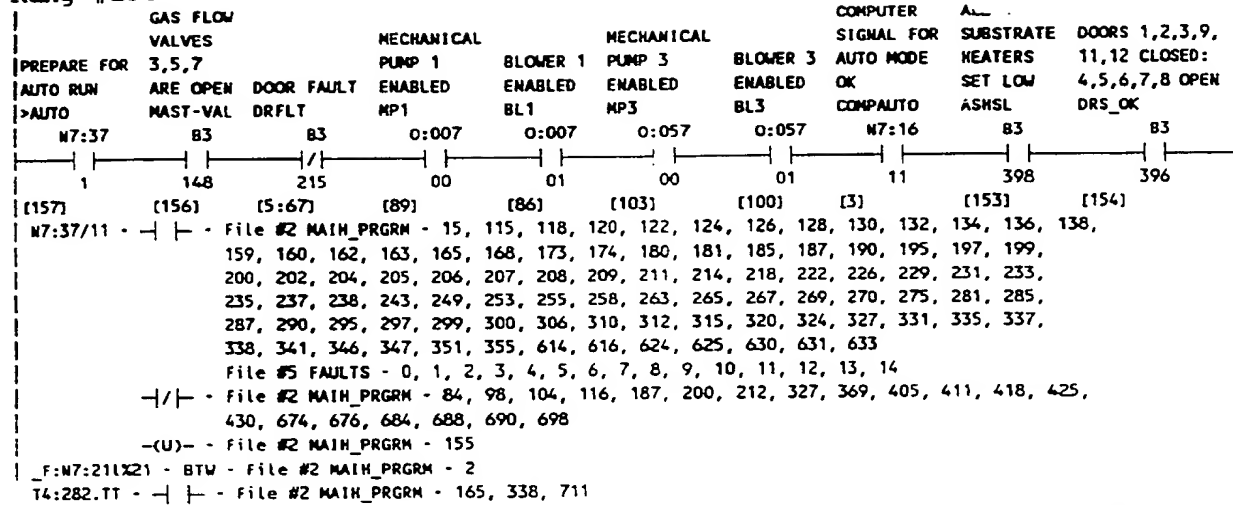 GAS FLOW COMPUTER
VALVES MECHANICAL MECHANICAL SIGNAL FOR SUBSTRATE DOORS 1,2,3,9,
PREPARE FOR 3,5,7 PUMP 1 BLOWER 1 PUMP 3 BLOWER 3 AUTO MODE HEATERS 11,12 CLOSED:
AUTO RUN ARE OPEN DOOR FAULT ENABLED ENABLED ENABLED ENABLED OK SET LOW 4,5,6,7,8 OPEN
>AUTO MAST-VAL DRFLT MP1 BL1 MP3 BL3 COMPAUTO ASHSL DRS_OK
N7:37 B3 B3 O:007 O:007 O:057 O:057 N7:16 B3 B3
1 148 215 00 01 00 01 11 398 396
[157] [156] [5:67] [89] [86] [103] [100] [3] [153] [154]
N7:37/11 - ┤ ├ - File #2 MAIN_PRGRM - 15, 115, 118, 120, 122, 124, 126, 128, 130, 132, 134, 136, 138,
159, 160, 162, 163, 165, 168, 173, 174, 180, 181, 185, 187, 190, 195, 197, 199,
200, 202, 204, 205, 206, 207, 208, 209, 211, 214, 218, 222, 226, 229, 231, 233,
235, 237, 238, 243, 249, 253, 255, 258, 263, 265, 267, 269, 270, 275, 281, 285,
287, 290, 295, 297, 299, 300, 306, 310, 312, 315, 320, 324, 327, 331, 335, 337,
338, 341, 346, 347, 351, 355, 614, 616, 624, 625, 630, 631, 633
File #5 FAULTS - 0, 1, 2, 3, 4, 5, 6, 7, 8, 9, 10, 11, 12, 13, 14
┤/├ - File #2 MAIN_PRGRM - 84, 98, 104, 116, 187, 200, 212, 327, 369, 405, 411, 418, 425,
430, 674, 676, 684, 688, 690, 698
-(U)- - File #2 MAIN_PRGRM - 155
_F:N7:211%21 - BTW - File #2 MAIN_PRGRM - 2
T4:282.TT - ┤ ├ - File #2 MAIN_PRGRM - 165, 338, 711